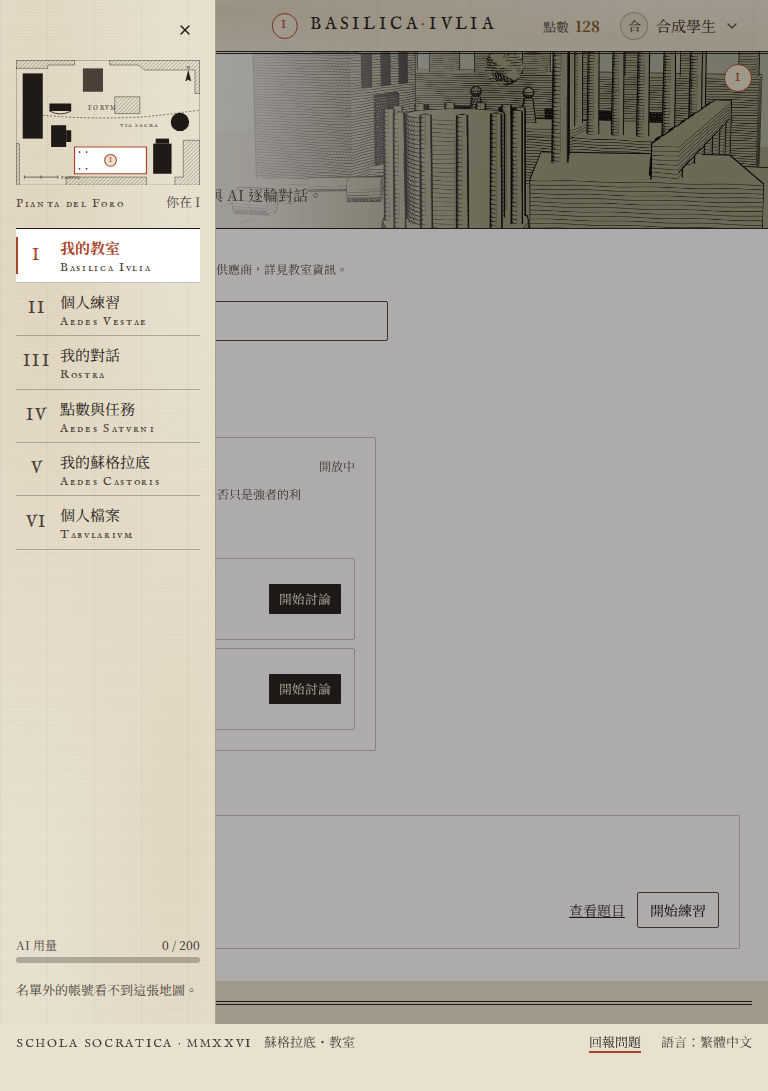 I BASILICA·IVLIA 點數 128 合 合成學生
I
N
FORVM
VIA SACRA
I
PIANTA DEL FORO 你在 I
AI 逐輪對話。
I 我的教室
BASILICA IVLIA
供應商，詳見教室資訊。
II 個人練習
AEDES VESTAE
III 我的對話
ROSTRA
IV 點數與任務
AEDES SATVRNI
V 我的蘇格拉底
AEDES CASTORIS
開放中
否只是強者的利
VI 個人檔案
TABVLARIVM
開始討論
開始討論
查看題目 開始練習
AI 用量 0 / 200
名單外的帳號看不到這張地圖。
SCHOLA SOCRATICA · MMXXVI 蘇格拉底・教室 回報問題 語言：繁體中文